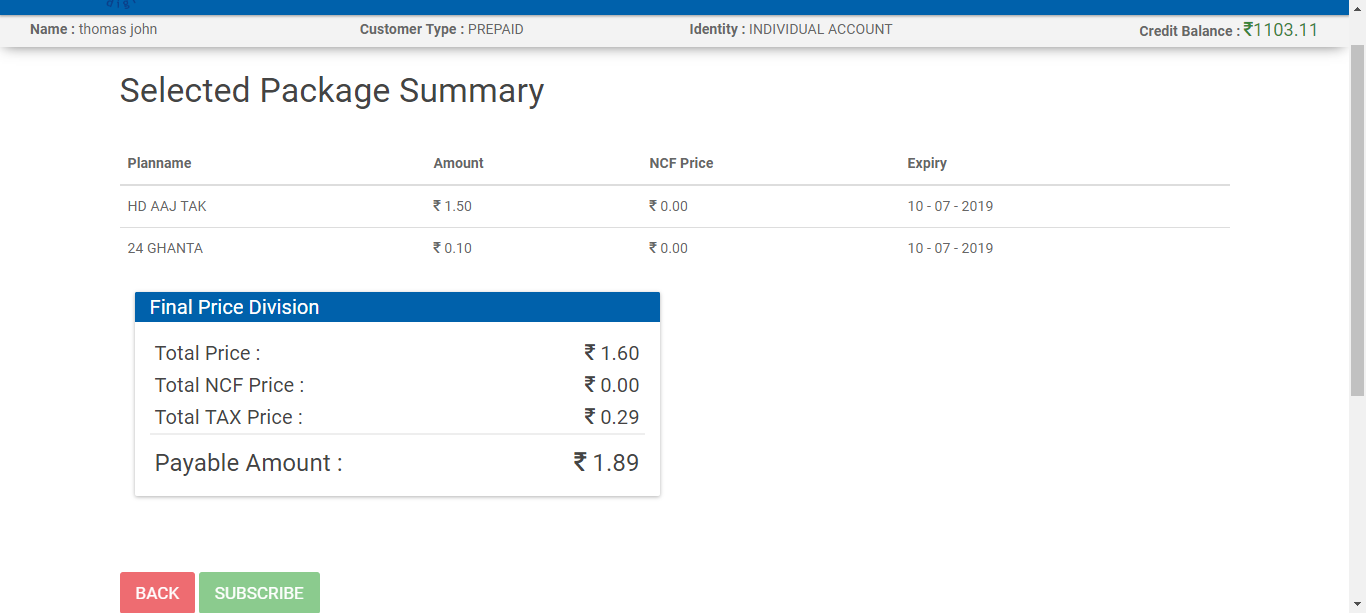 Name : thomas john Customer Type : PREPAID Identity : INDIVIDUAL ACCOUNT Credit Balance : ₹1103.11
Selected Package Summary
Planname Amount NCF Price Expiry
HD AAJ TAK ₹ 1.50 ₹ 0.00 10 - 07 - 2019
24 GHANTA ₹ 0.10 ₹ 0.00 10 - 07 - 2019
Final Price Division
Total Price : ₹ 1.60
Total NCF Price : ₹ 0.00
Total TAX Price : ₹ 0.29
Payable Amount : ₹ 1.89
BACK SUBSCRIBE